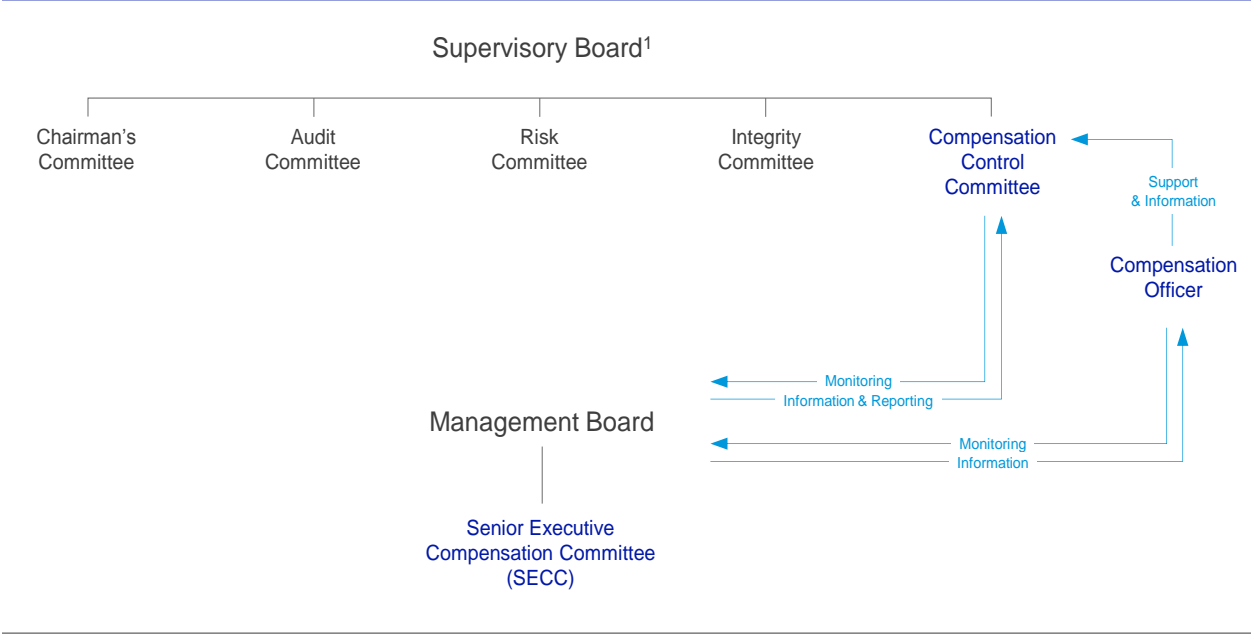 Supervisory Board¹
Chairman's
Committee
Audit
Committee
Risk
Committee
Integrity
Committee
Compensation
Control
Committee
Support
& Information
Compensation
Officer
Monitoring
Information & Reporting
Management Board
Monitoring
Information
Senior Executive
Compensation Committee
(SECC)